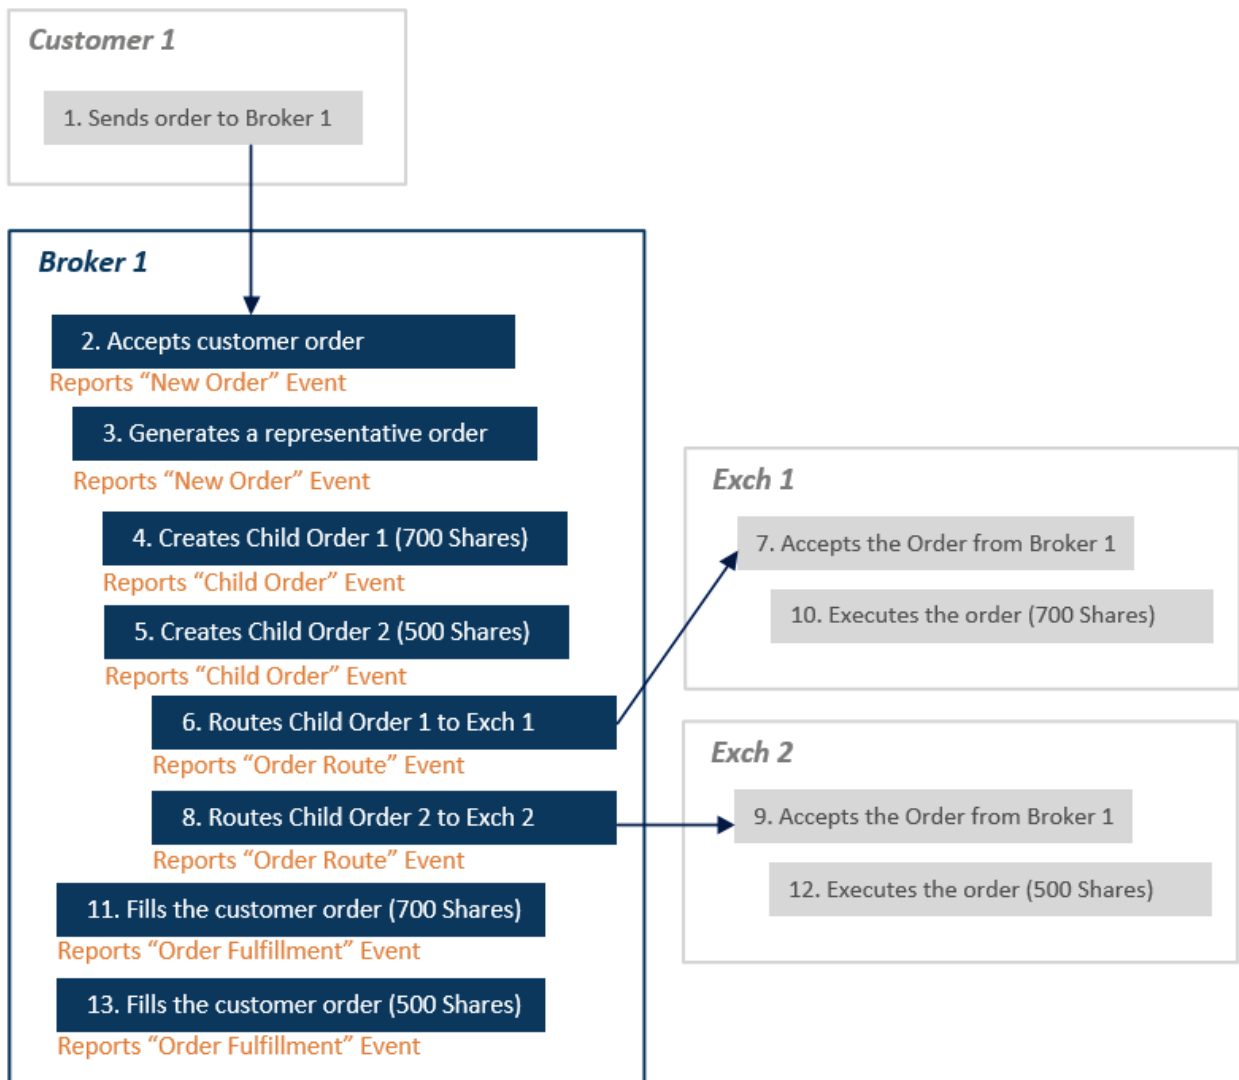 Customer 1
1. Sends order to Broker 1
Broker 1
2. Accepts customer order
Reports “New Order” Event
3. Generates a representative order
Reports “New Order” Event
4. Creates Child Order 1 (700 Shares)
Reports “Child Order” Event
5. Creates Child Order 2 (500 Shares)
Reports “Child Order” Event
6. Routes Child Order 1 to Exch 1
Reports “Order Route” Event
8. Routes Child Order 2 to Exch 2
Reports “Order Route” Event
11. Fills the customer order (700 Shares)
Reports “Order Fulfillment” Event
13. Fills the customer order (500 Shares)
Reports “Order Fulfillment” Event
Exch 1
7. Accepts the Order from Broker 1
10. Executes the order (700 Shares)
Exch 2
9. Accepts the Order from Broker 1
12. Executes the order (500 Shares)